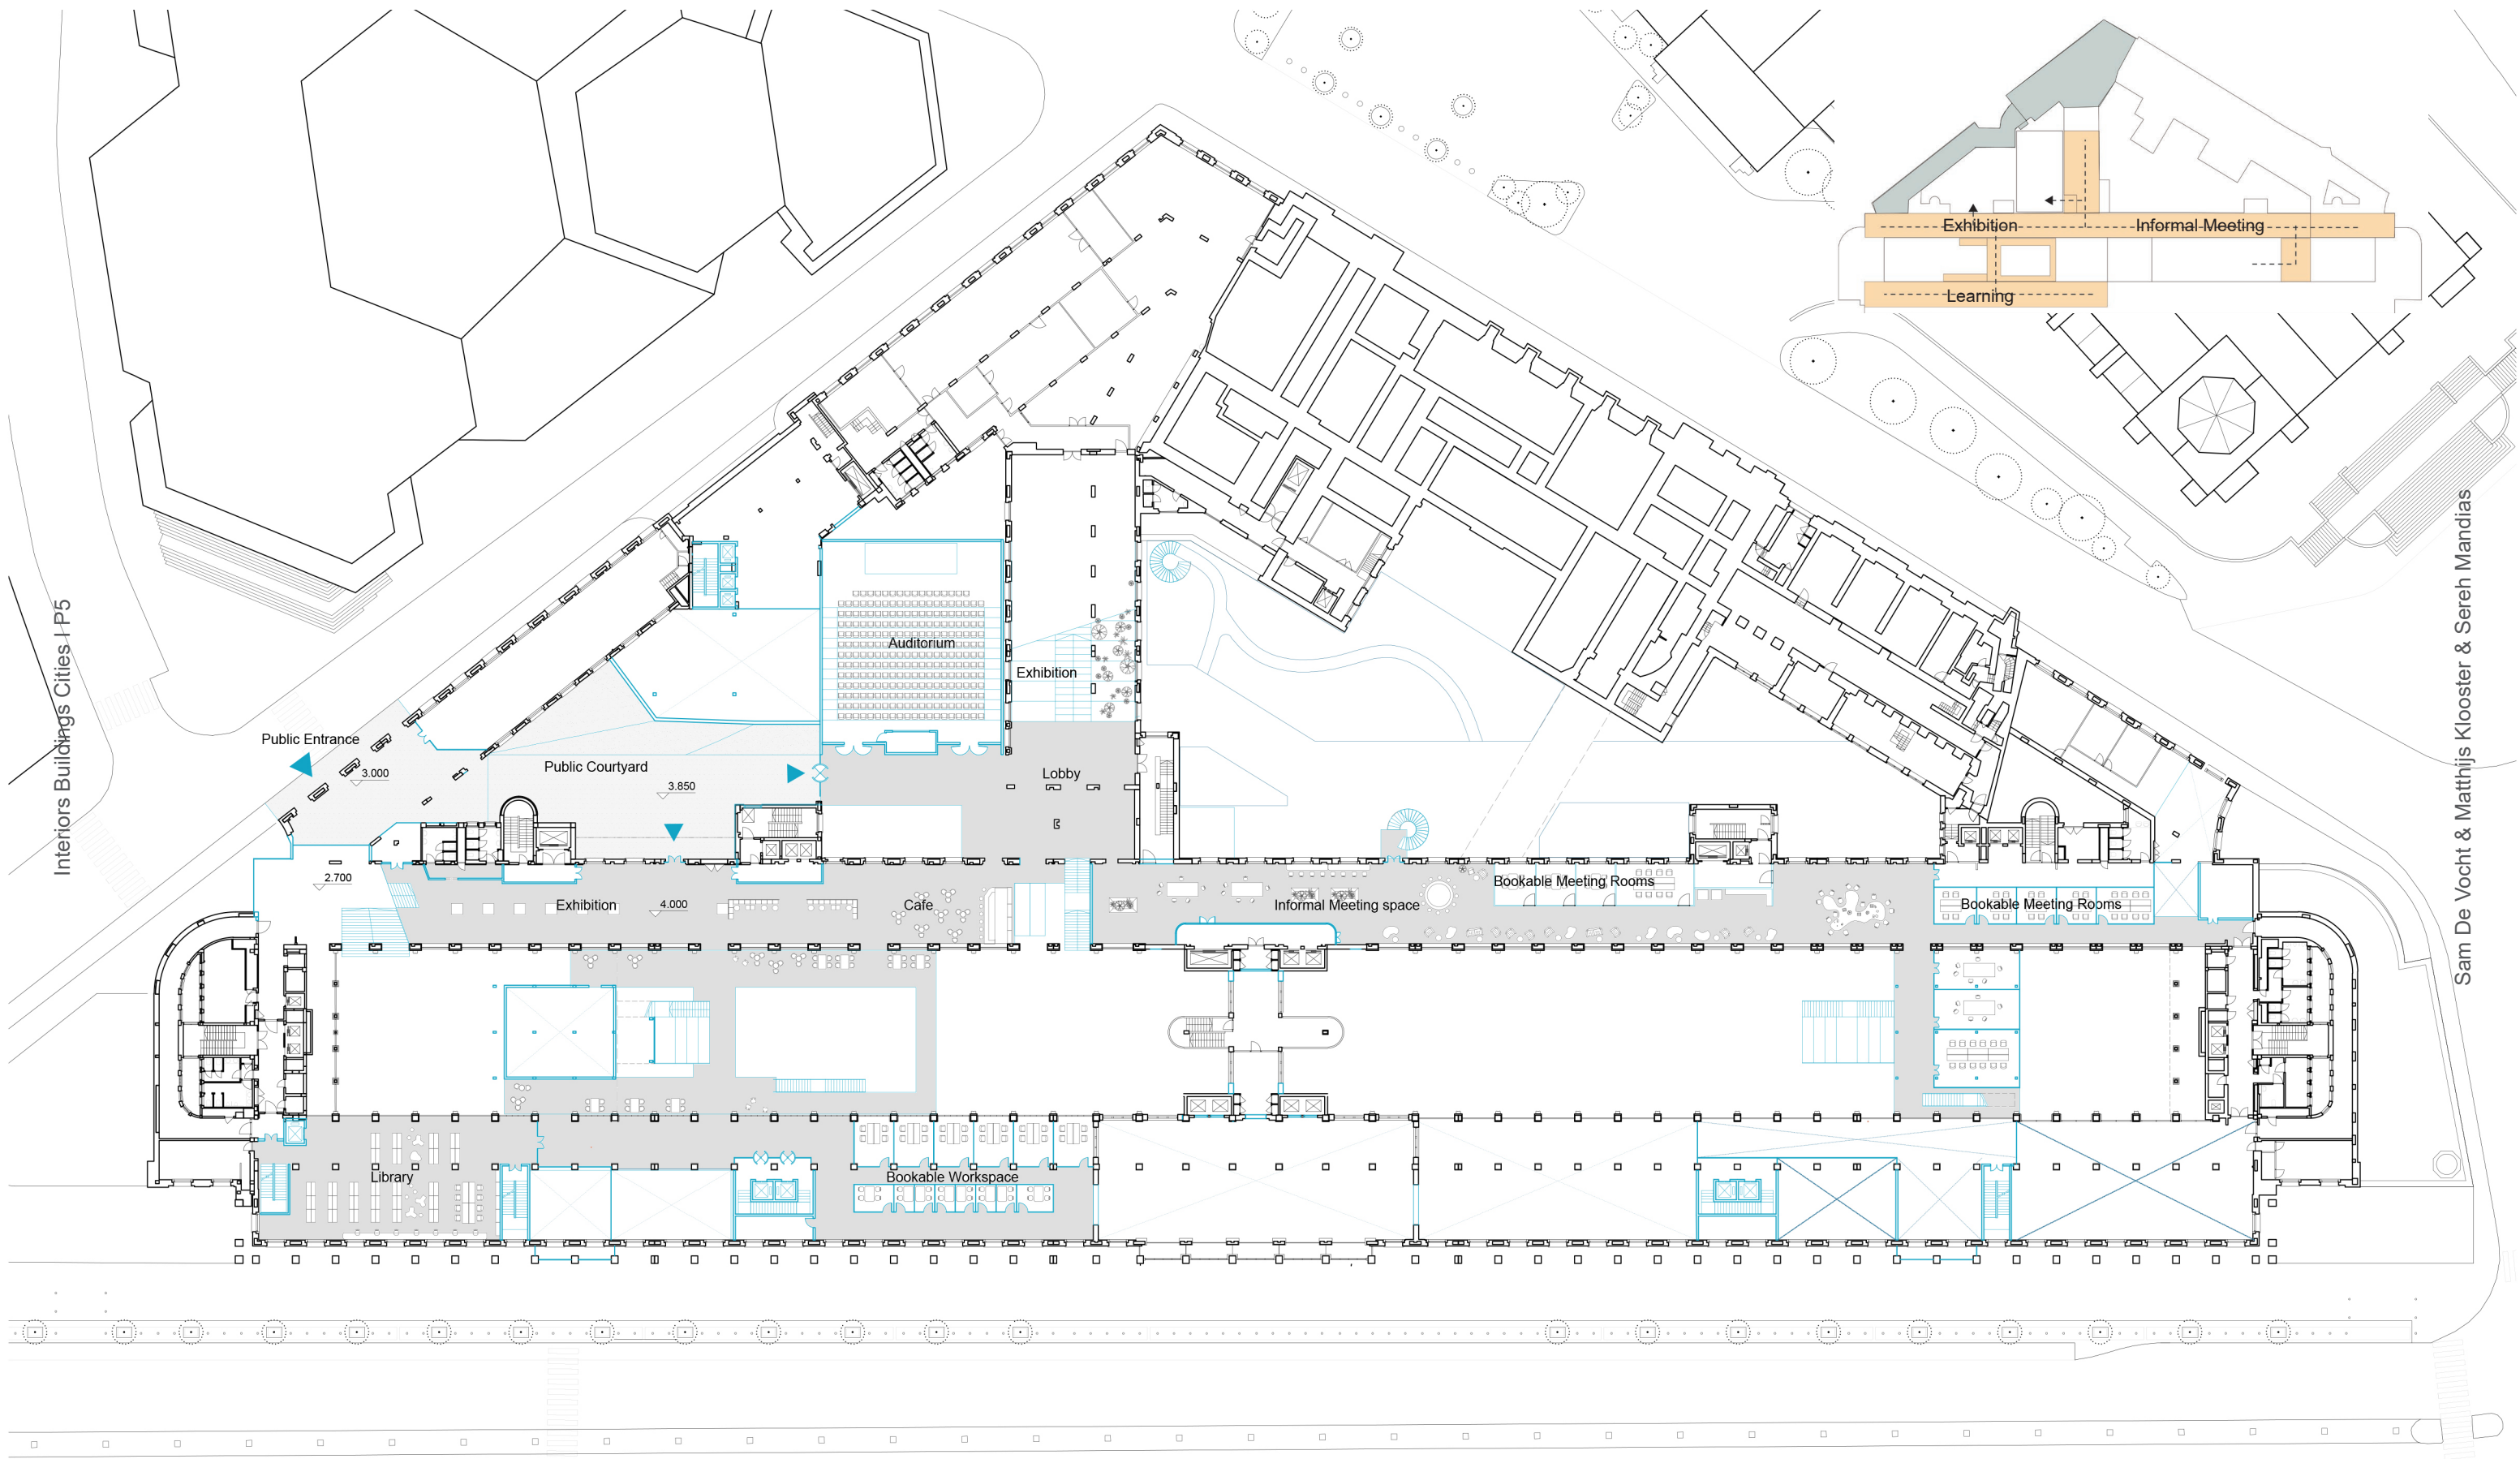 Interiors Buildings Cities | P5
Exhibition
Informal Meeting
Learning
Sam De Vocht & Matthijs Klooster & Sereh Mandias
Auditorium
Exhibition
Public Entrance
3.000
Public Courtyard
3.850
Lobby
2.700
Exhibition
4.000
Cafe
Informal Meeting space
Bookable Meeting Rooms
Bookable Meeting Rooms
Library
Bookable Workspace